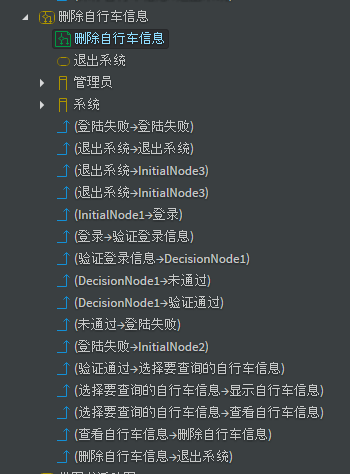 删除自行车信息
删除自行车信息
退出系统
管理员
系统
(登陆失败→登陆失败)
(退出系统→退出系统)
(退出系统→InitialNode3)
(退出系统→InitialNode3)
(InitialNode1→登录)
(登录→验证登录信息)
(验证登录信息→DecisionNode1)
(DecisionNode1→未通过)
(DecisionNode1→验证通过)
(未通过→登陆失败)
(登陆失败→InitialNode2)
(验证通过→选择要查询的自行车信息)
(选择要查询的自行车信息→显示自行车信息)
(选择要查询的自行车信息→查看自行车信息)
(查看自行车信息→删除自行车信息)
(删除自行车信息→退出系统)